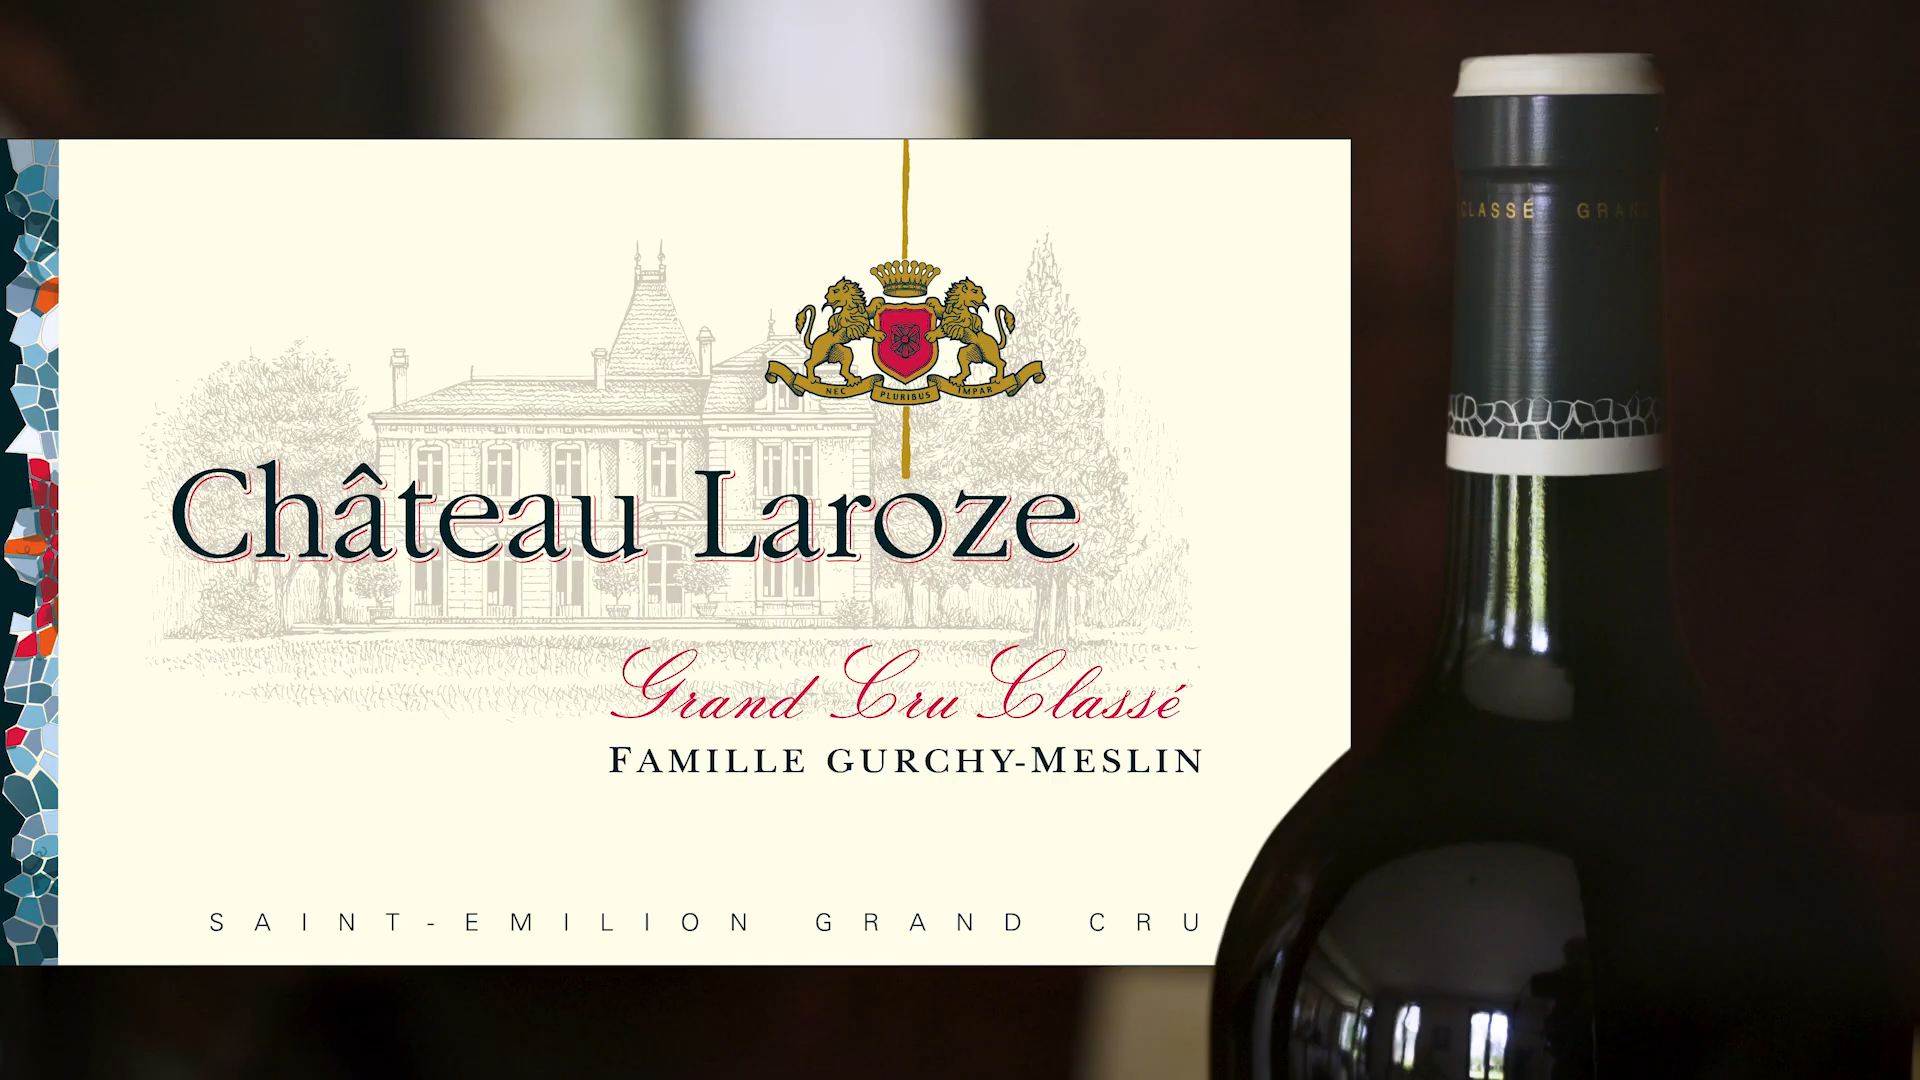 CLASSÉ GRAN
NEC PLURIBUS IMPAR
Château Laroze
Grand Cru Classé
FAMILLE GURCHY-MESLIN
SAINT-EMILION GRAND CRU